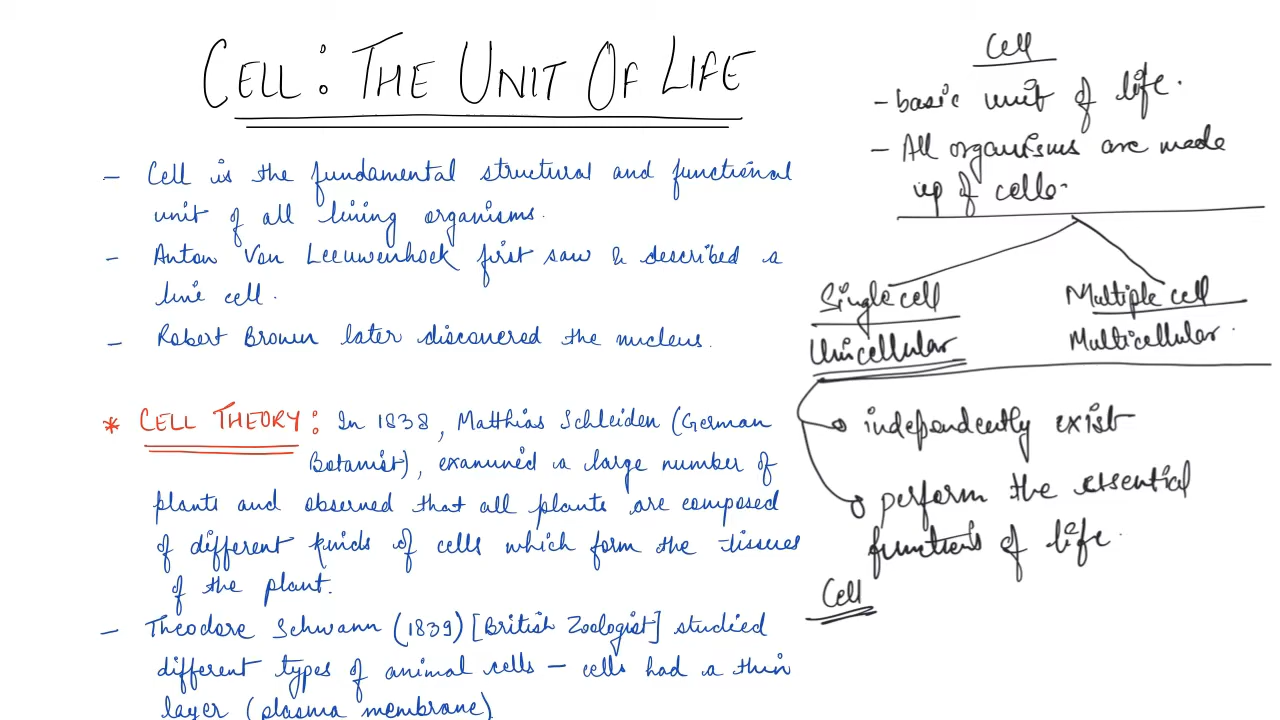 CELL: THE UNIT OF LIFE
- Cell is the fundamental structural and functional
unit of all living organisms.
- Anton Von Leeuwenhoek first saw & described a
live cell.
- Robert Brown later discovered the nucleus.
* CELL THEORY: In 1838, Matthias Schleiden (German
Botanist), examined a large number of
plants and observed that all plants are composed
of different kinds of cells which form the tissues
of the plant.
- Theodore Schwann (1839) [British Zoologist] studied
different types of animal cells - cells had a thin
layer (plasma membrane)
Cell
- basic unit of life.
- All organisms are made
up of cells.
Single cell
Unicellular
Multiple cell
Multicellular.
independently exist
perform the essential
functions of life.
Cell